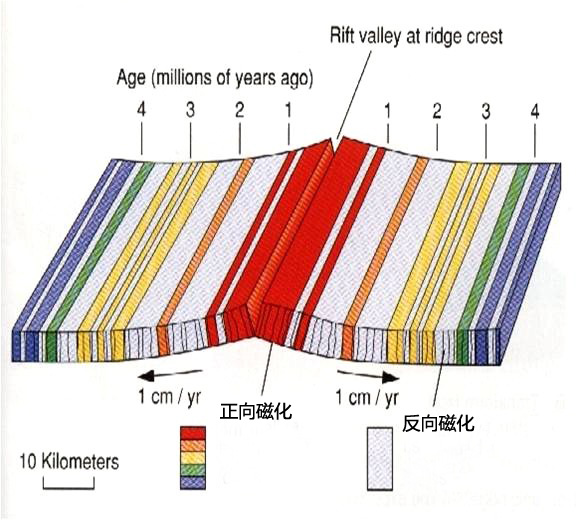 Rift valley at ridge crest
Age (millions of years ago)
4 3 2 1 1 2 3 4
1 cm / yr 1 cm / yr
正向磁化 反向磁化
10 Kilometers